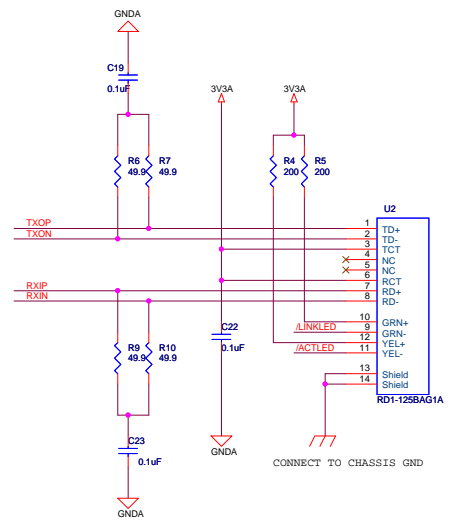 GNDA
C19
0.1uF
3V3A
3V3A
R6
49.9
R7
49.9
R4
200
R5
200
U2
TXOP
TXON
RXIP
RXIN
1 TD+
2 TD-
3 TCT
4 NC
5 NC
6 RCT
7 RD+
8 RD-
10 GRN+
/LINKLED 9 GRN-
12 YEL+
/ACTLED 11 YEL-
13 Shield
14 Shield
RD1-125BAG1A
R9
49.9
R10
49.9
C22
0.1uF
C23
0.1uF
GNDA
GNDA
CONNECT TO CHASSIS GND